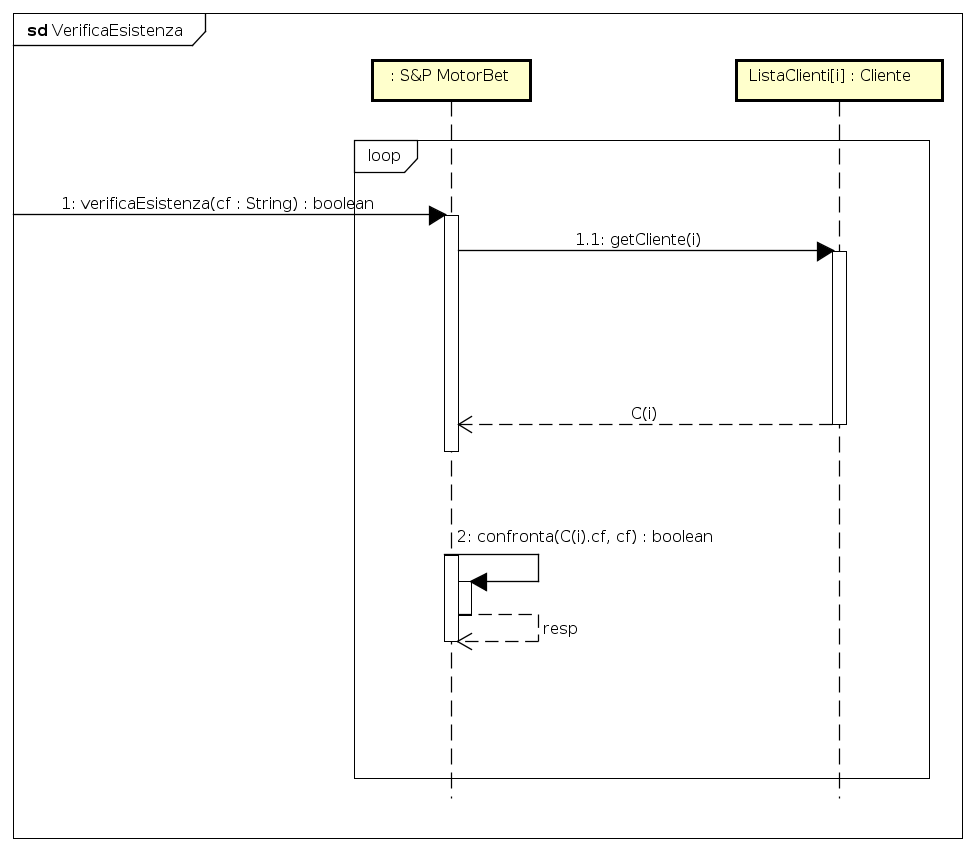 sd VerificaEsistenza
: S&P MotorBet
ListaClienti[i] : Cliente
loop
1: verificaEsistenza(cf : String) : boolean
1.1: getCliente(i)
C(i)
2: confronta(C(i).cf, cf) : boolean
resp